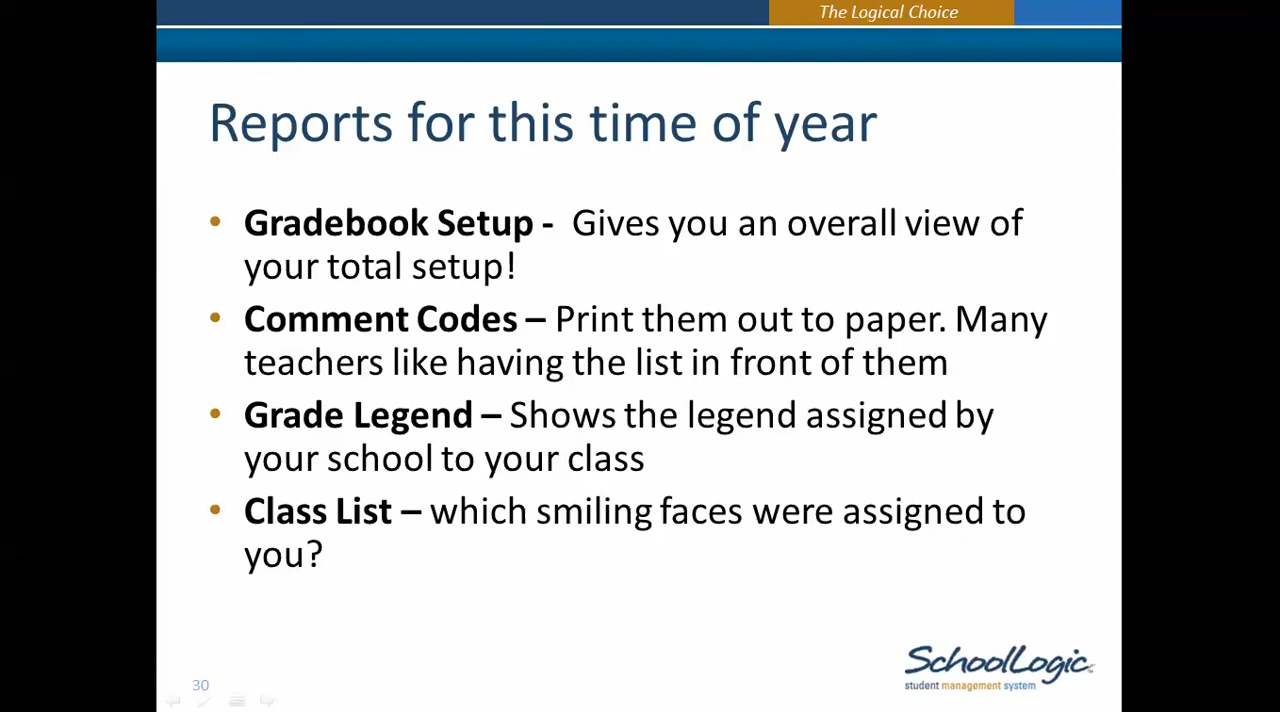 The Logical Choice
Reports for this time of year
• Gradebook Setup - Gives you an overall view of
your total setup!
• Comment Codes – Print them out to paper. Many
teachers like having the list in front of them
• Grade Legend – Shows the legend assigned by
your school to your class
• Class List – which smiling faces were assigned to
you?
SchoolLogic
student management system
30